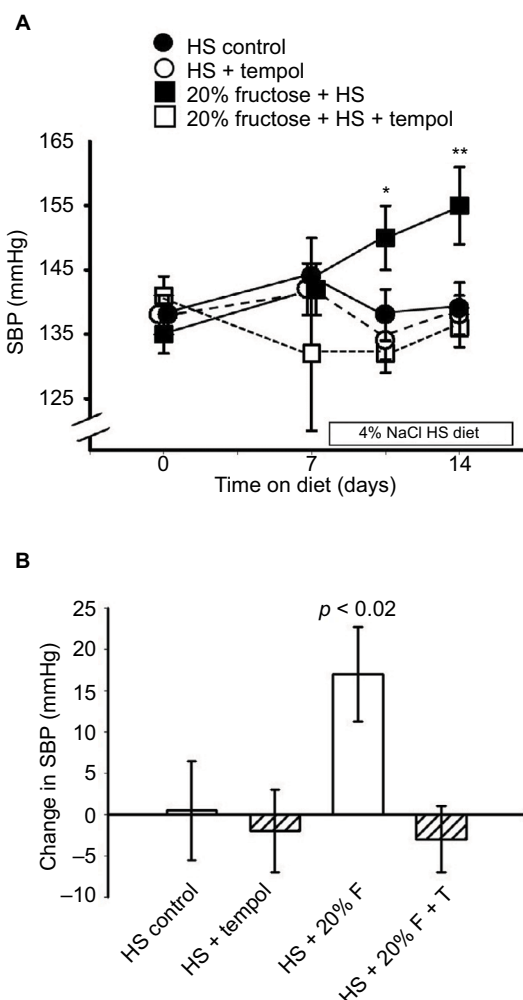 A
HS control
HS + tempol
20% fructose + HS
20% fructose + HS + tempol
165
155
145
135
125
SBP (mmHg)
*
**
4% NaCl HS diet
0 7 14
Time on diet (days)
B
25
20
15
10
5
0
–5
–10
Change in SBP (mmHg)
p < 0.02
HS control
HS + tempol
HS + 20% F
HS + 20% F + T